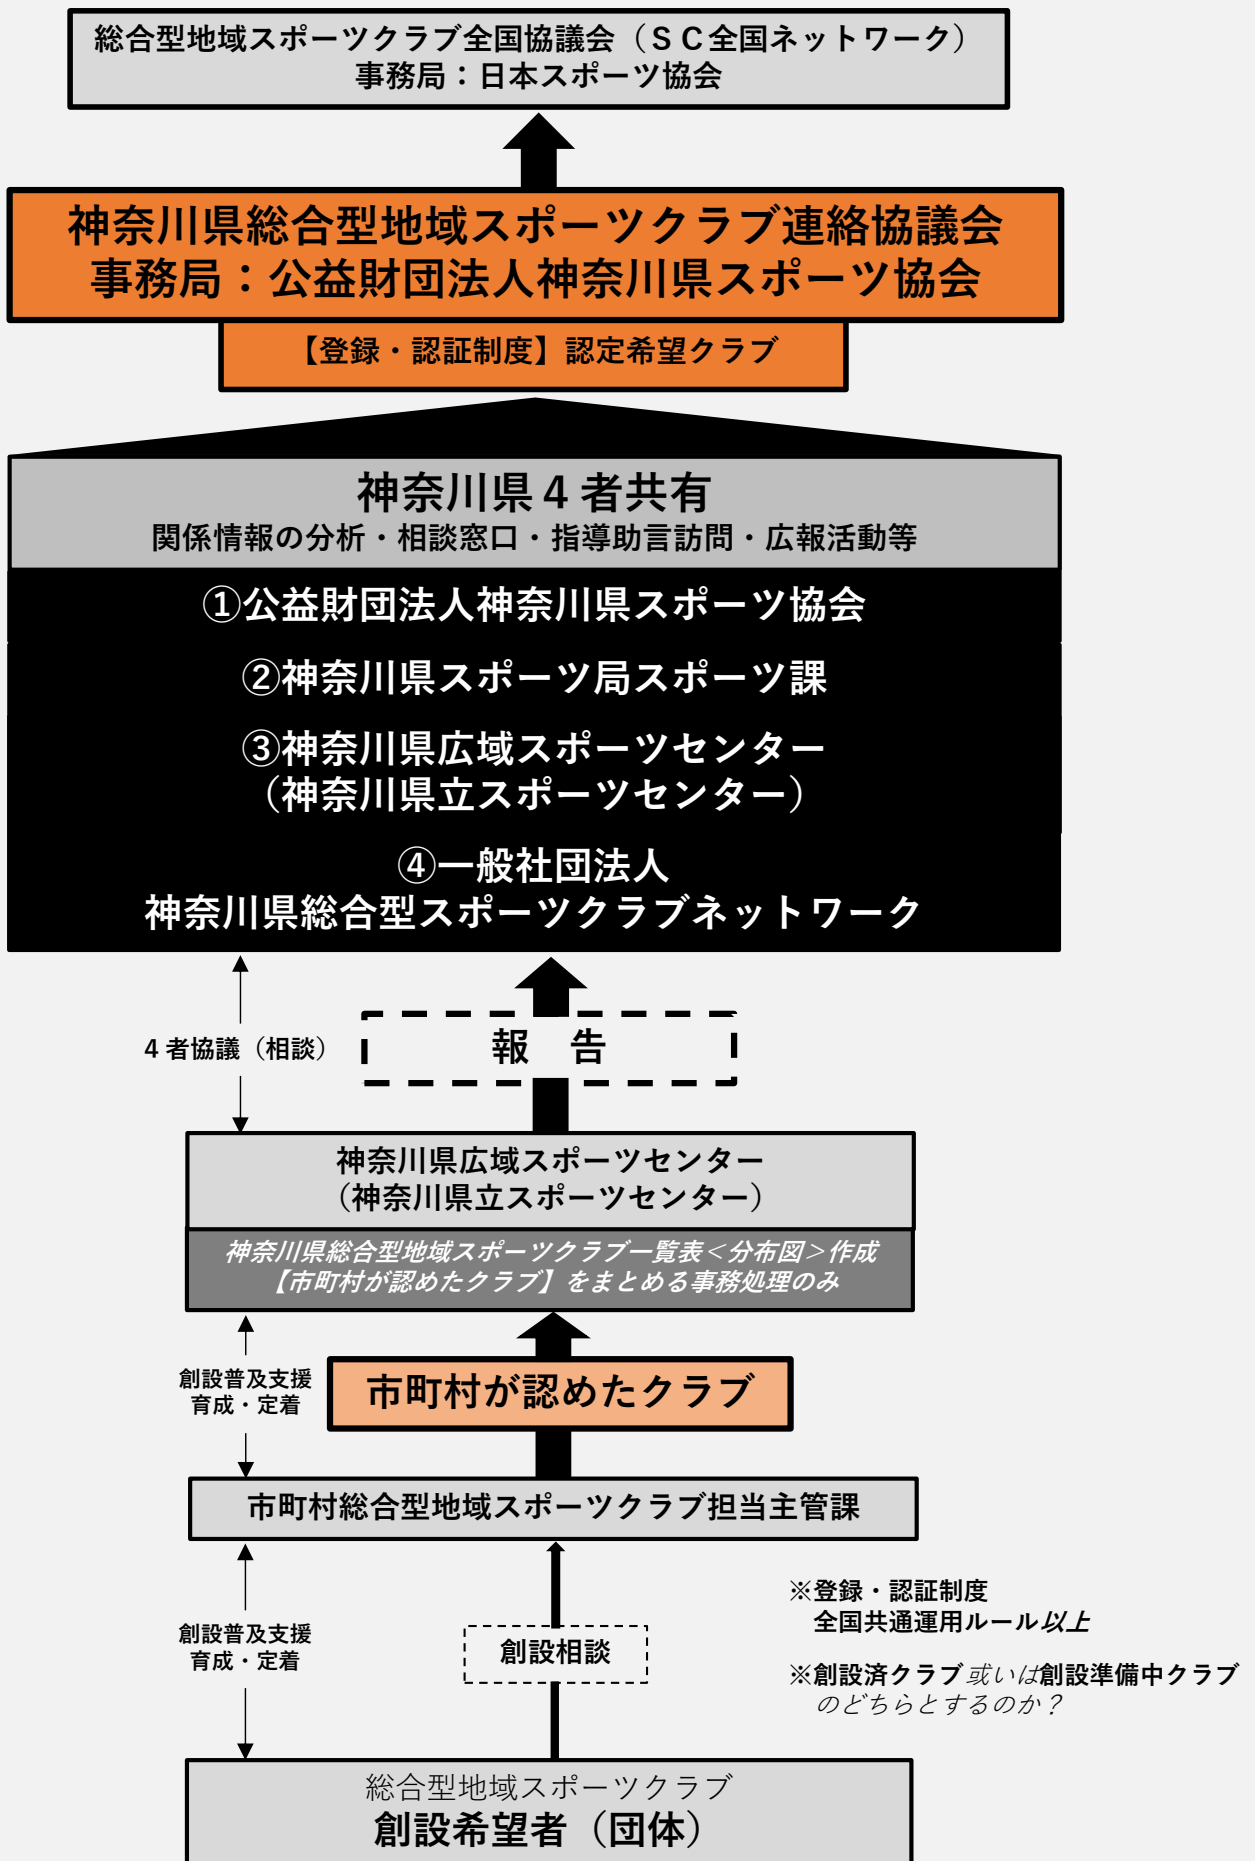 総合型地域スポーツクラブ全国協議会（ＳＣ全国ネットワーク）
事務局：日本スポーツ協会
神奈川県総合型地域スポーツクラブ連絡協議会
事務局：公益財団法人神奈川県スポーツ協会
【登録・認証制度】認定希望クラブ
神奈川県４者共有
関係情報の分析・相談窓口・指導助言訪問・広報活動等
①公益財団法人神奈川県スポーツ協会
②神奈川県スポーツ局スポーツ課
③神奈川県広域スポーツセンター
（神奈川県立スポーツセンター）
④一般社団法人
神奈川県総合型スポーツクラブネットワーク
４者協議（相談）
報　告
神奈川県広域スポーツセンター
（神奈川県立スポーツセンター）
神奈川県総合型地域スポーツクラブ一覧表＜分布図＞作成
【市町村が認めたクラブ】をまとめる事務処理のみ
創設普及支援
育成・定着
市町村が認めたクラブ
市町村総合型地域スポーツクラブ担当主管課
創設普及支援
育成・定着
創設相談
※登録・認証制度
全国共通運用ルール以上
※創設済クラブ或いは創設準備中クラブ
のどちらとするのか？
総合型地域スポーツクラブ
創設希望者（団体）